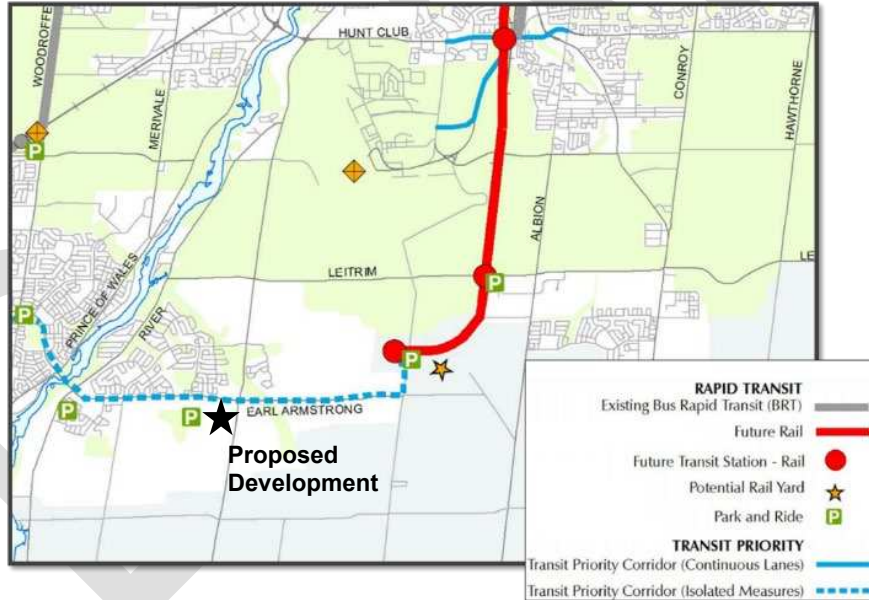 HUNT CLUB
WOODROFFE
MERIVALE
CONROY
HAWTHORNE
P
ALBION
LEITRIM
LE
P
PRINCE OF WALES
RIVER
P
P
EARL ARMSTRONG
P
P
Proposed
Development
RAPID TRANSIT
Existing Bus Rapid Transit (BRT)
Future Rail
Future Transit Station - Rail
Potential Rail Yard
Park and Ride
P
TRANSIT PRIORITY
Transit Priority Corridor (Continuous Lanes)
Transit Priority Corridor (Isolated Measures)